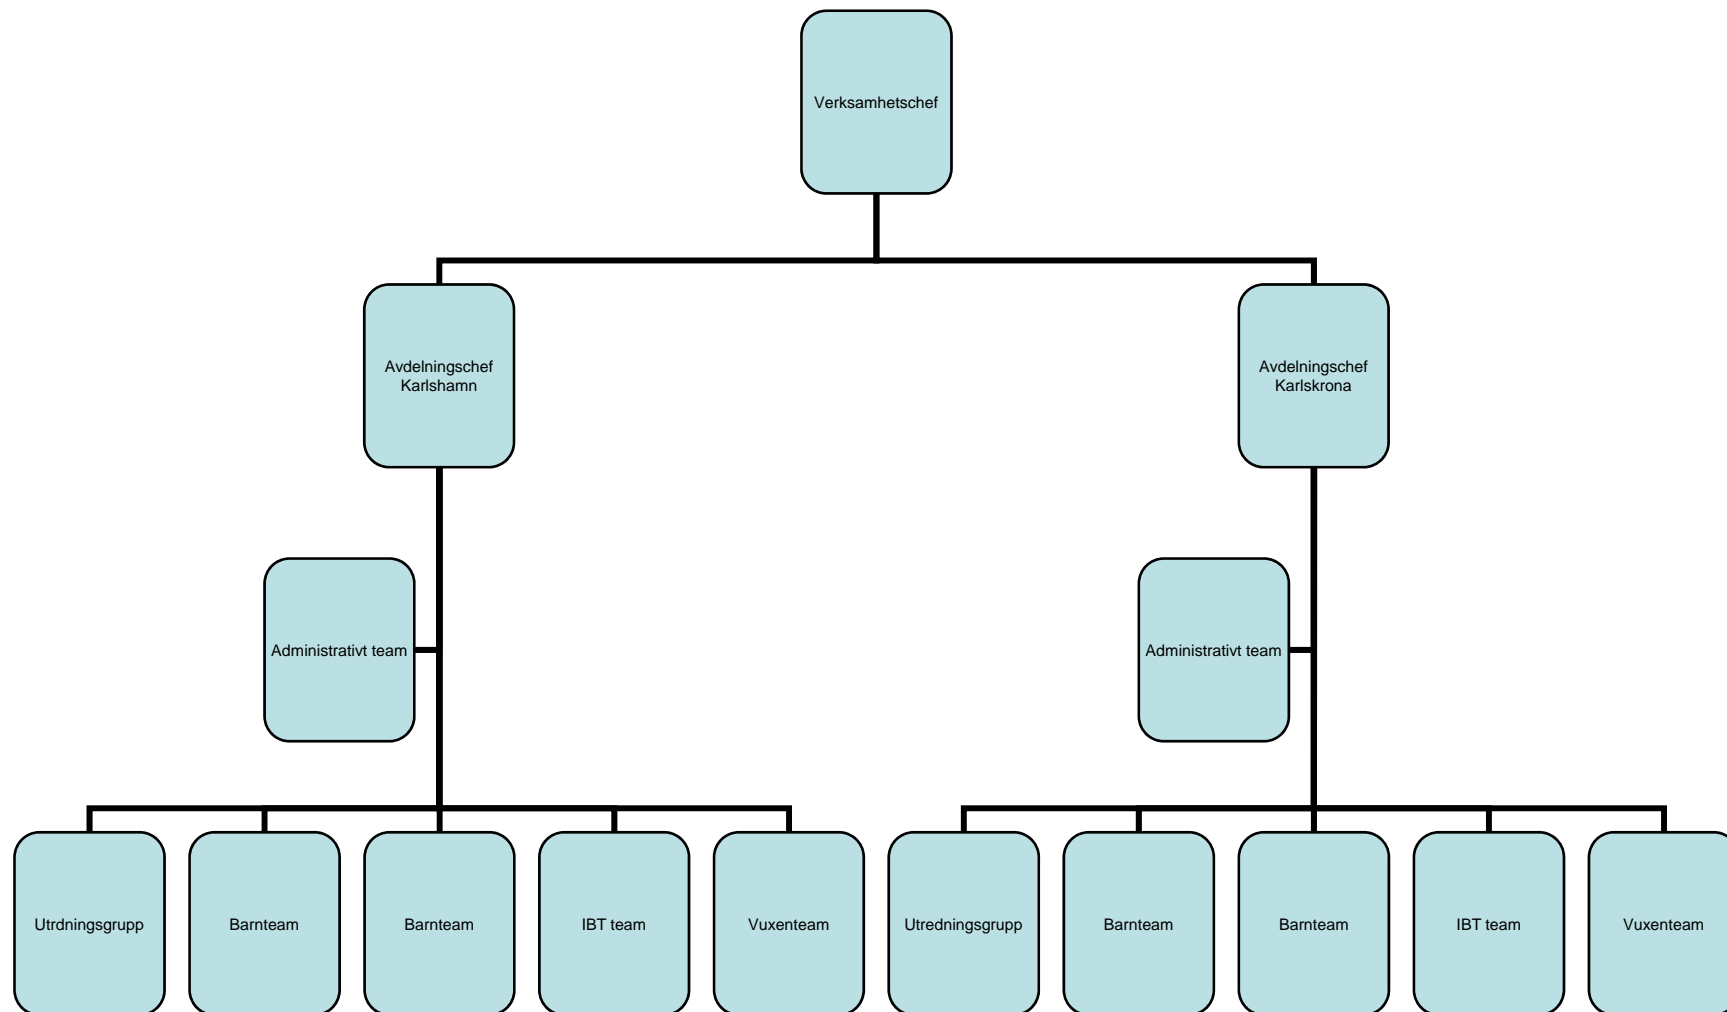 Verksamhetschef
Avdelningschef
Karlshamn
Avdelningschef
Karlskrona
Administrativt team
Administrativt team
Utrdningsgrupp
Barnteam
Barnteam
IBT team
Vuxenteam
Utredningsgrupp
Barnteam
Barnteam
IBT team
Vuxenteam